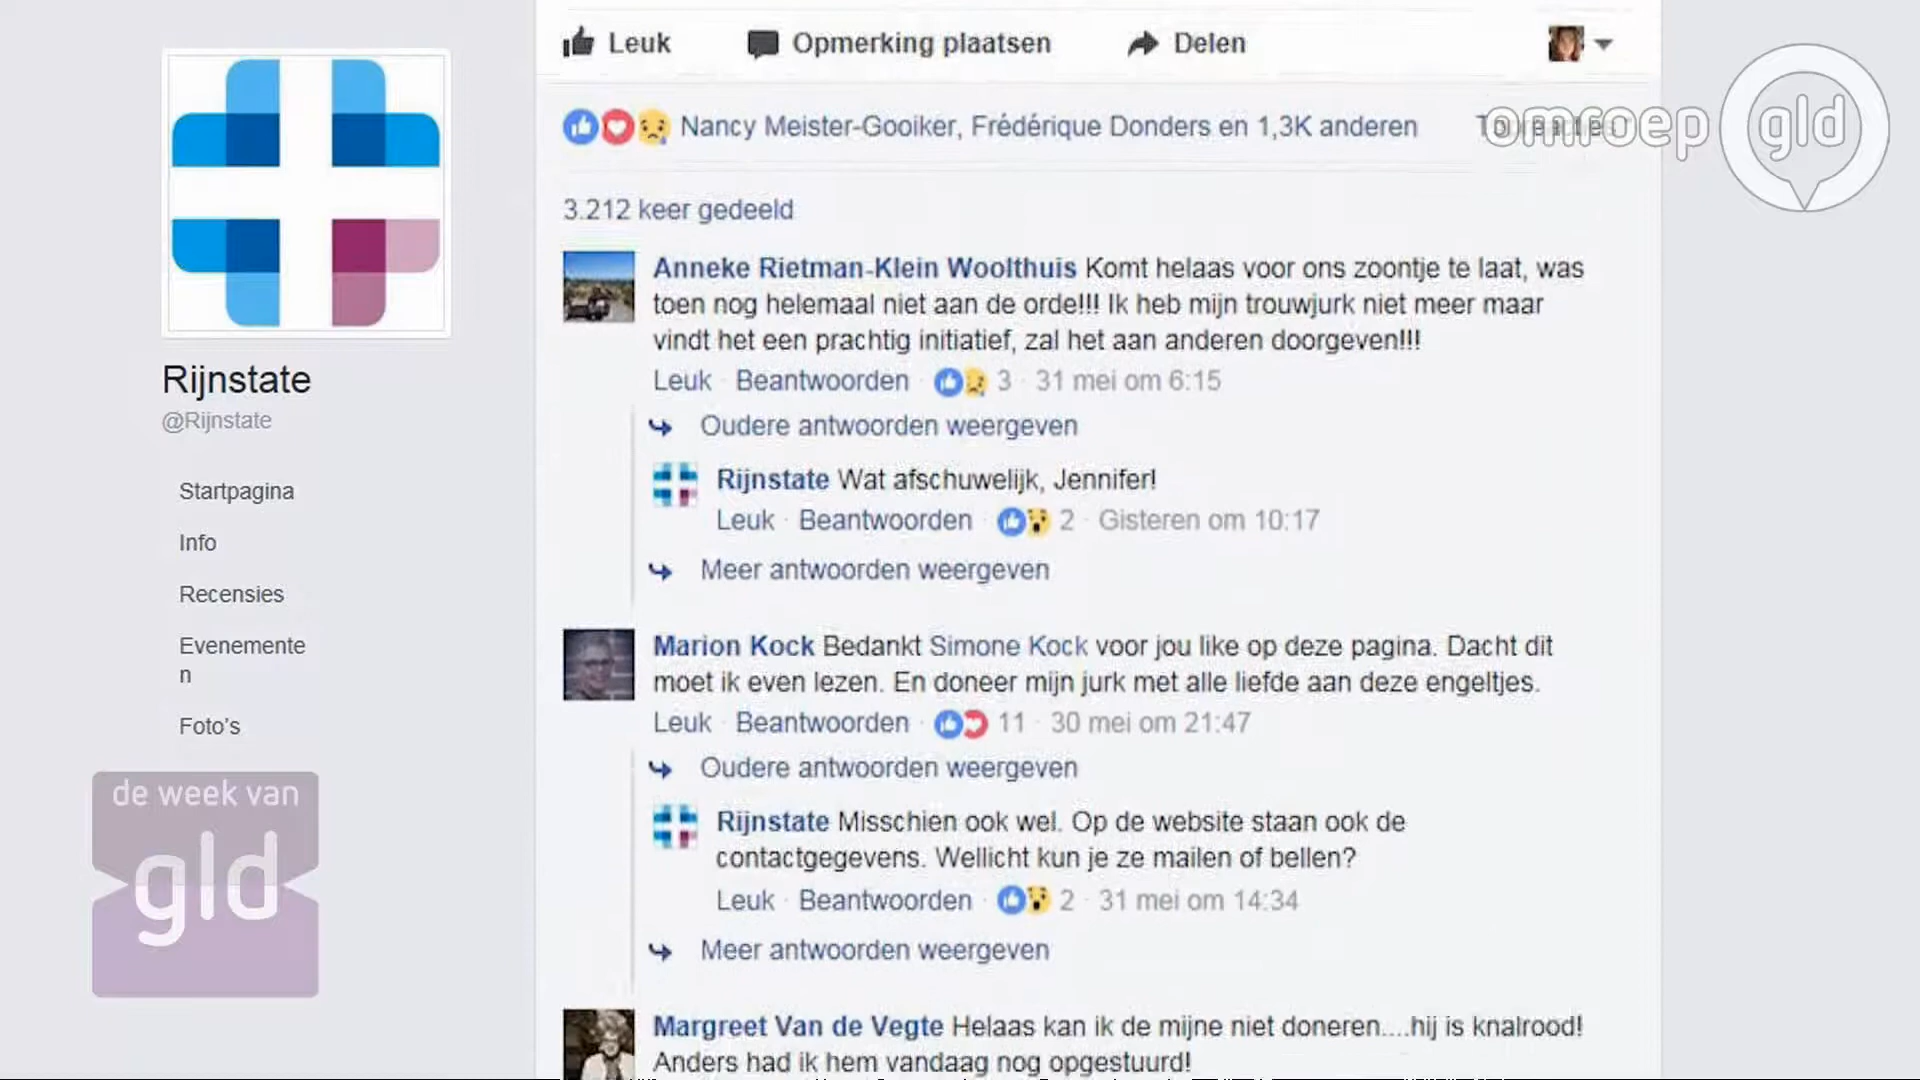 Leuk Opmerking plaatsen Delen
omroep gld
Nancy Meister-Gooiker, Frédérique Donders en 1,3K anderen
3.212 keer gedeeld
Anneke Rietman-Klein Woolthuis Komt helaas voor ons zoontje te laat, was
toen nog helemaal niet aan de orde!!! Ik heb mijn trouwjurk niet meer maar
vindt het een prachtig initiatief, zal het aan anderen doorgeven!!!
Leuk · Beantwoorden · 3 · 31 mei om 6:15
Oudere antwoorden weergeven
Rijnstate Wat afschuwelijk, Jennifer!
Leuk · Beantwoorden · 2 · Gisteren om 10:17
Meer antwoorden weergeven
Marion Kock Bedankt Simone Kock voor jou like op deze pagina. Dacht dit
moet ik even lezen. En doneer mijn jurk met alle liefde aan deze engeltjes.
Leuk · Beantwoorden · 11 · 30 mei om 21:47
Oudere antwoorden weergeven
Rijnstate Misschien ook wel. Op de website staan ook de
contactgegevens. Wellicht kun je ze mailen of bellen?
Leuk · Beantwoorden · 2 · 31 mei om 14:34
Meer antwoorden weergeven
Margreet Van de Vegte Helaas kan ik de mijne niet doneren....hij is knalrood!
Anders had ik hem vandaag nog opgestuurd!
Rijnstate
@Rijnstate
Startpagina
Info
Recensies
Evenemente
n
Foto's
de week van
gld